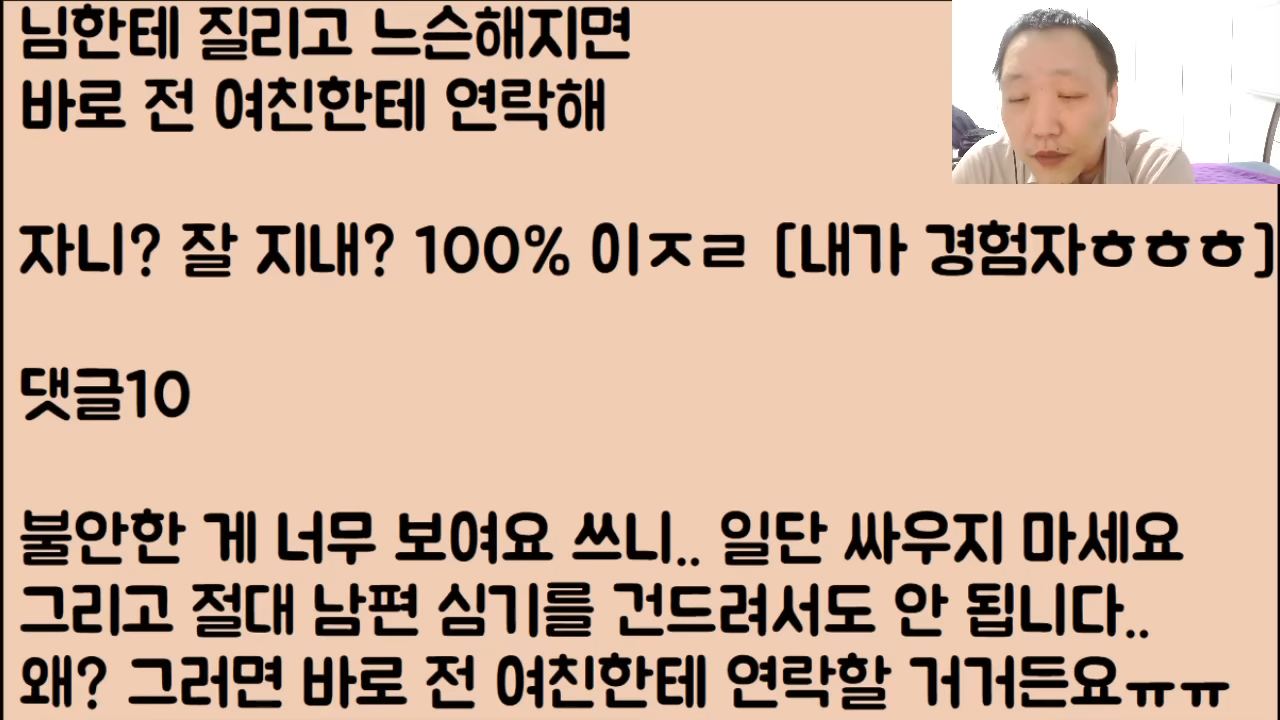 님한테 질리고 느슨해지면
바로 전 여친한테 연락해
자니? 잘 지내? 100% 이ㅈㄹ [내가 경험자ㅎㅎㅎ]
댓글10
불안한 게 너무 보여요 쓰니.. 일단 싸우지 마세요
그리고 절대 남편 심기를 건드려서도 안 됩니다..
왜? 그러면 바로 전 여친한테 연락할 거거든요ㅠㅠ